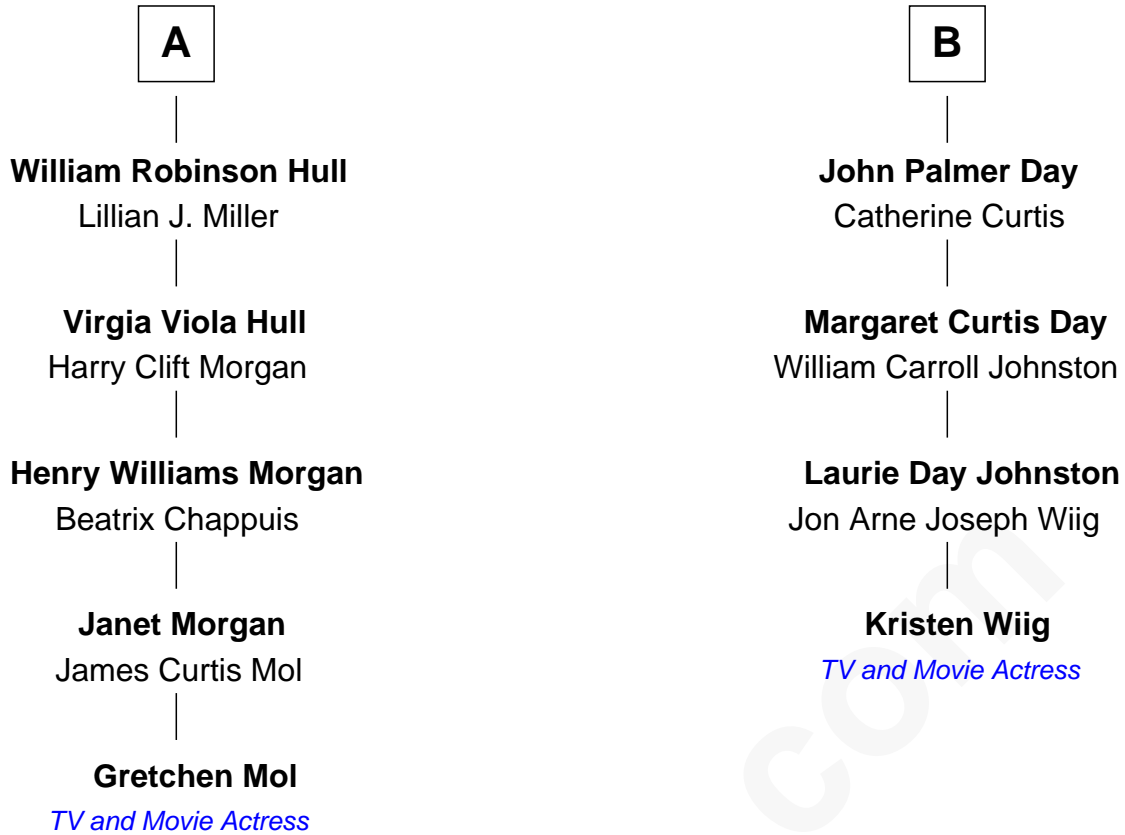 A
William Robinson Hull
Lillian J. Miller
Virgia Viola Hull
Harry Clift Morgan
Henry Williams Morgan
Beatrix Chappuis
Janet Morgan
James Curtis Mol
Gretchen Mol
TV and Movie Actress
B
John Palmer Day
Catherine Curtis
Margaret Curtis Day
William Carroll Johnston
Laurie Day Johnston
Jon Arne Joseph Wiig
Kristen Wiig
TV and Movie Actress
com